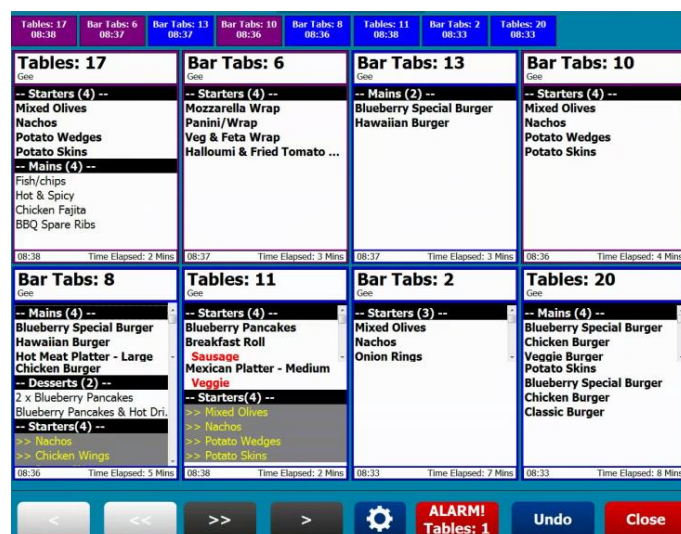 Tables: 17
08:38
Bar Tabs: 6
08:37
Bar Tabs: 13
08:37
Bar Tabs: 10
08:36
Bar Tabs: 8
08:36
Tables: 11
08:38
Bar Tabs: 2
08:33
Tables: 20
08:33
Tables: 17
Gee
-- Starters (4) --
Mixed Olives
Nachos
Potato Wedges
Potato Skins
-- Mains (4) --
Fish/chips
Hot & Spicy
Chicken Fajita
BBQ Spare Ribs
08:38 Time Elapsed: 2 Mins
Bar Tabs: 6
Gee
-- Starters (4) --
Mozzarella Wrap
Panini/Wrap
Veg & Feta Wrap
Halloumi & Fried Tomato ...
08:37 Time Elapsed: 3 Mins
Bar Tabs: 13
Gee
-- Mains (2) --
Blueberry Special Burger
Hawaiian Burger
08:37 Time Elapsed: 3 Mins
Bar Tabs: 10
Gee
-- Starters (4) --
Mixed Olives
Nachos
Potato Wedges
Potato Skins
08:36 Time Elapsed: 4 Mins
Bar Tabs: 8
Gee
-- Mains (4) --
Blueberry Special Burger
Hawaiian Burger
Hot Meat Platter - Large
Chicken Burger
-- Desserts (2) --
2 x Blueberry Pancakes
Blueberry Pancakes & Hot Dri.
-- Starters(4) --
>> Nachos
>> Chicken Wings
08:36 Time Elapsed: 5 Mins
Tables: 11
Gee
-- Starters (4) --
Blueberry Pancakes
Breakfast Roll
Sausage
Mexican Platter - Medium
Veggie
-- Starters(4) --
>> Mixed Olives
>> Nachos
>> Potato Wedges
>> Potato Skins
08:38 Time Elapsed: 2 Mins
Bar Tabs: 2
Gee
-- Starters (3) --
Mixed Olives
Nachos
Onion Rings
08:33 Time Elapsed: 7 Mins
Tables: 20
Gee
-- Mains (4) --
Blueberry Special Burger
Chicken Burger
Veggie Burger
Potato Skins
Blueberry Special Burger
Chicken Burger
Classic Burger
08:33 Time Elapsed: 8 Mins
< << >> >
ALARM!
Tables: 1
Undo
Close